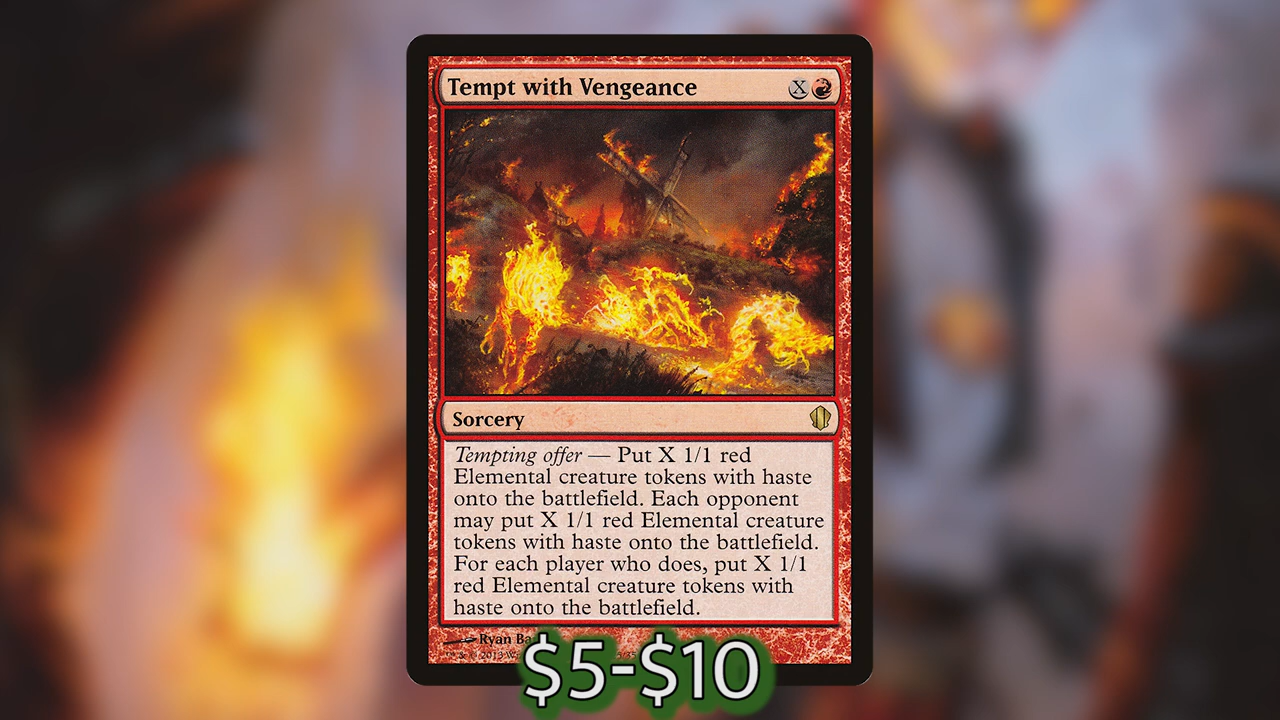 Tempt with Vengeance X
Sorcery
Tempting offer — Put X 1/1 red
Elemental creature tokens with haste
onto the battlefield. Each opponent
may put X 1/1 red Elemental creature
tokens with haste onto the battlefield.
For each player who does, put X 1/1
red Elemental creature tokens with
haste onto the battlefield.
Ryan
$5-$10